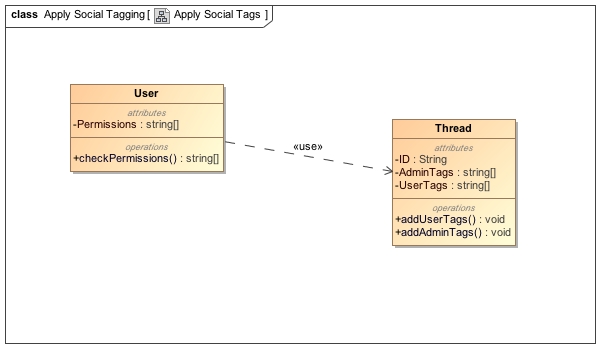 class Apply Social Tagging [ Apply Social Tags ]
User
attributes
-Permissions : string[]
operations
+checkPermissions() : string[]
«use»
Thread
attributes
-ID : String
-AdminTags : string[]
-UserTags : string[]
operations
+addUserTags() : void
+addAdminTags() : void